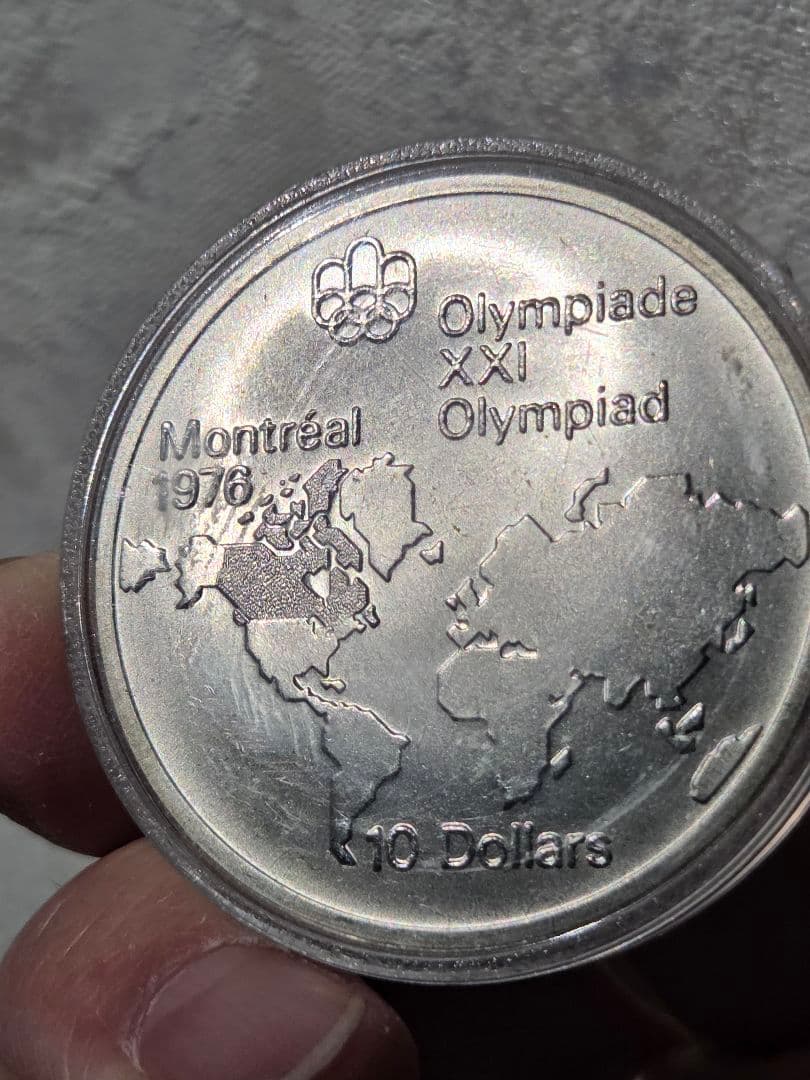 Olympiade
XXI
Olympiad
Montréal
1976
10 Dollars